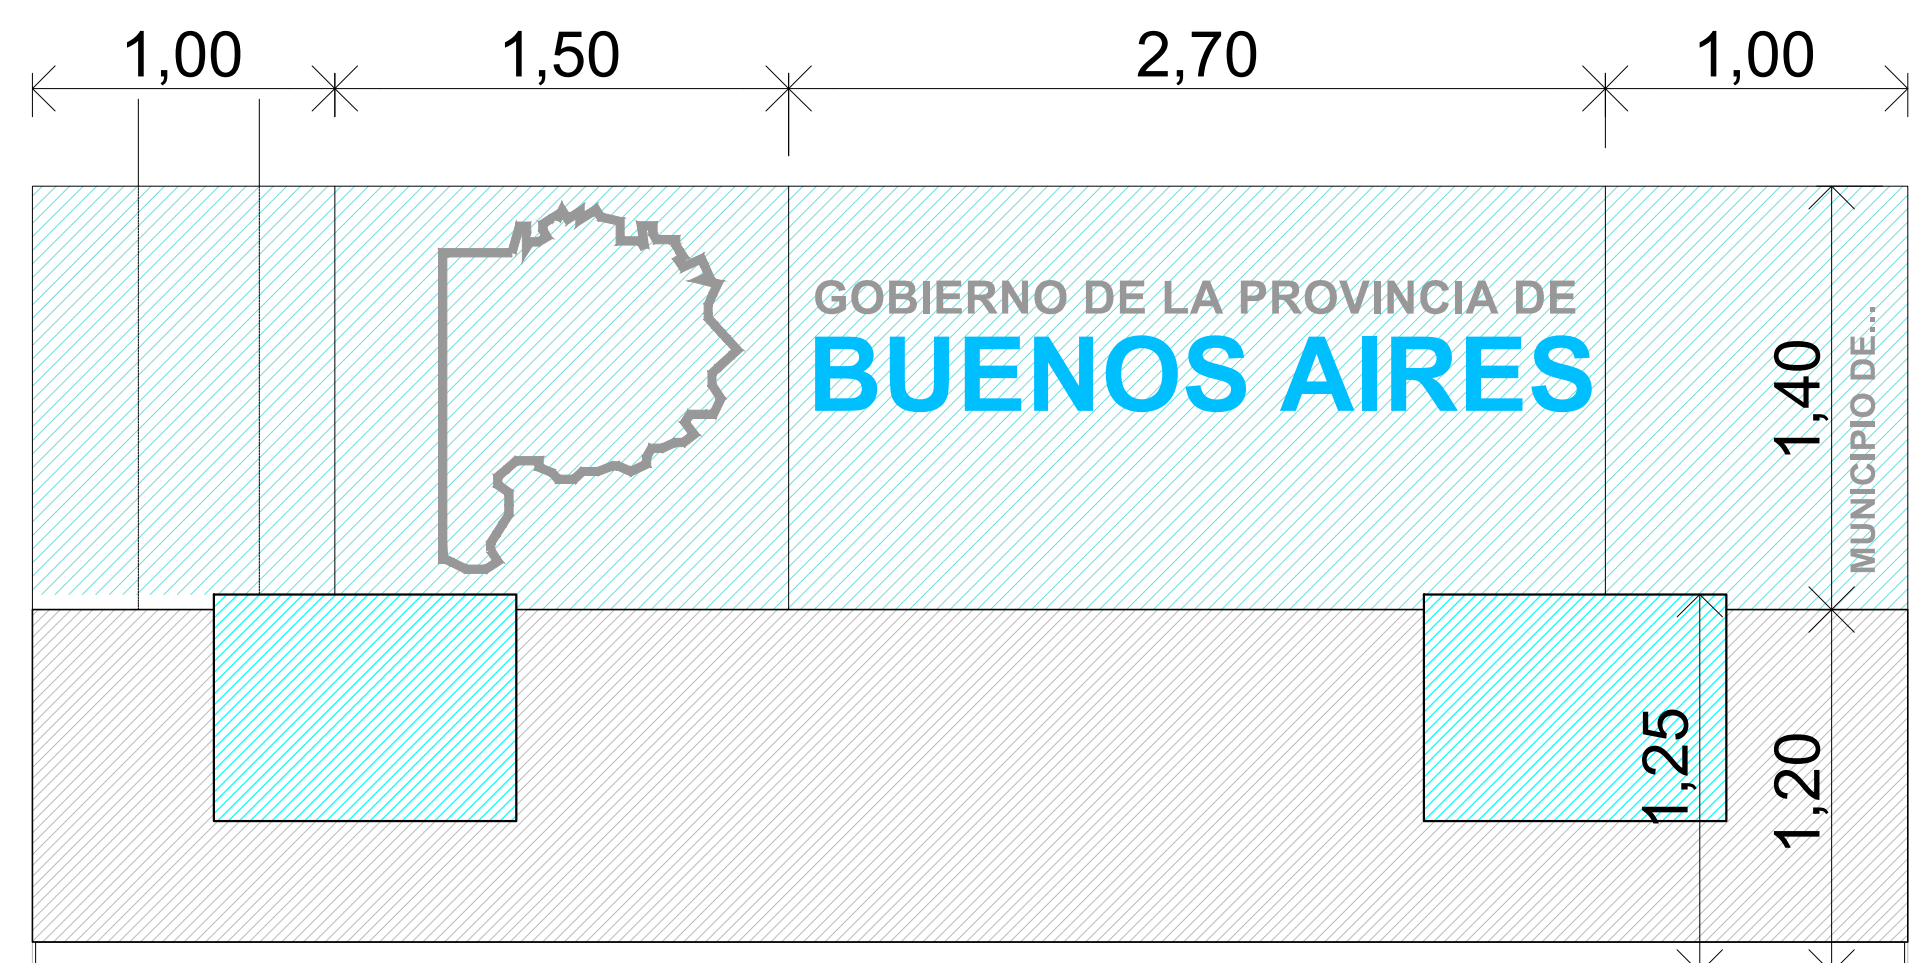 1,00
1,50
2,70
1,00
GOBIERNO DE LA PROVINCIA DE
BUENOS AIRES
1,40
MUNICIPIO DE...
1,25
1,20